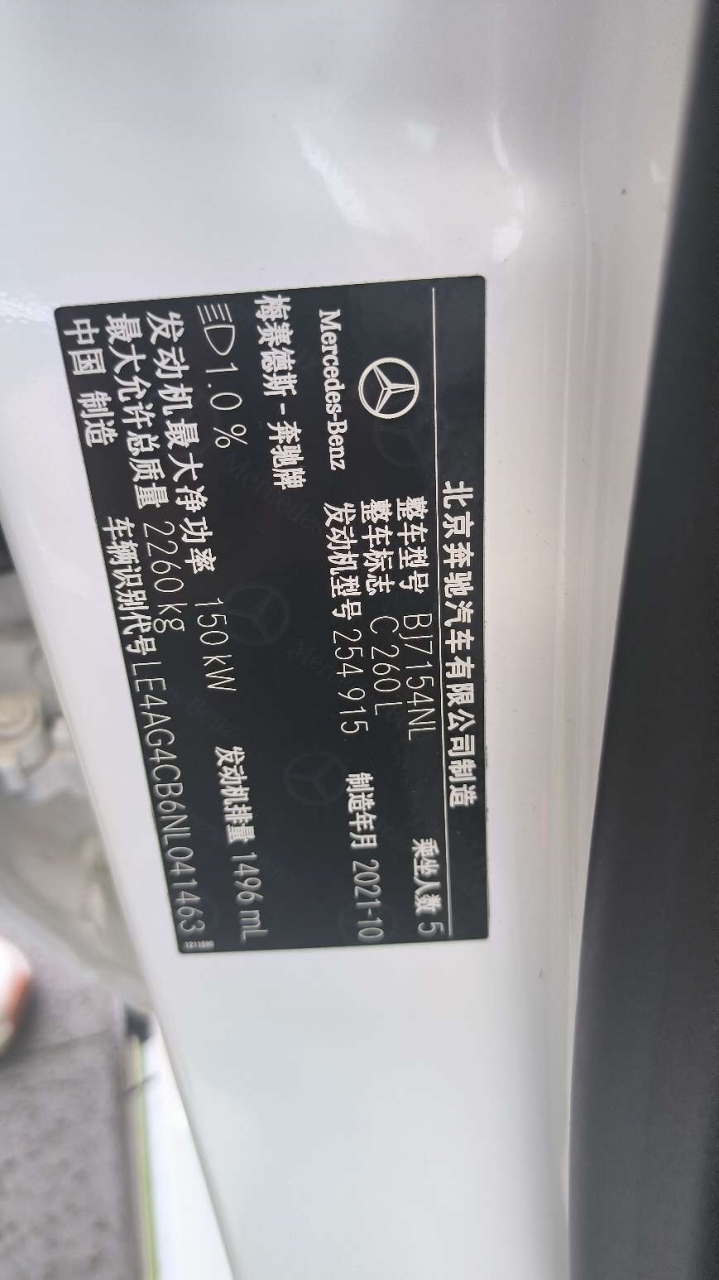 北京奔驰汽车有限公司制造
整车型号 BJ7154NL 乘坐人数 5
整车标志 C 260 L
Mercedes-Benz 发动机型号 254 915 制造年月 2021-10
梅赛德斯-奔驰牌
1.0 %
发动机最大净功率 150 kW 发动机排量 1496 mL
最大允许总质量 2260 kg
中国 制造 车辆识别代号 LE4AG4CB6NL041463